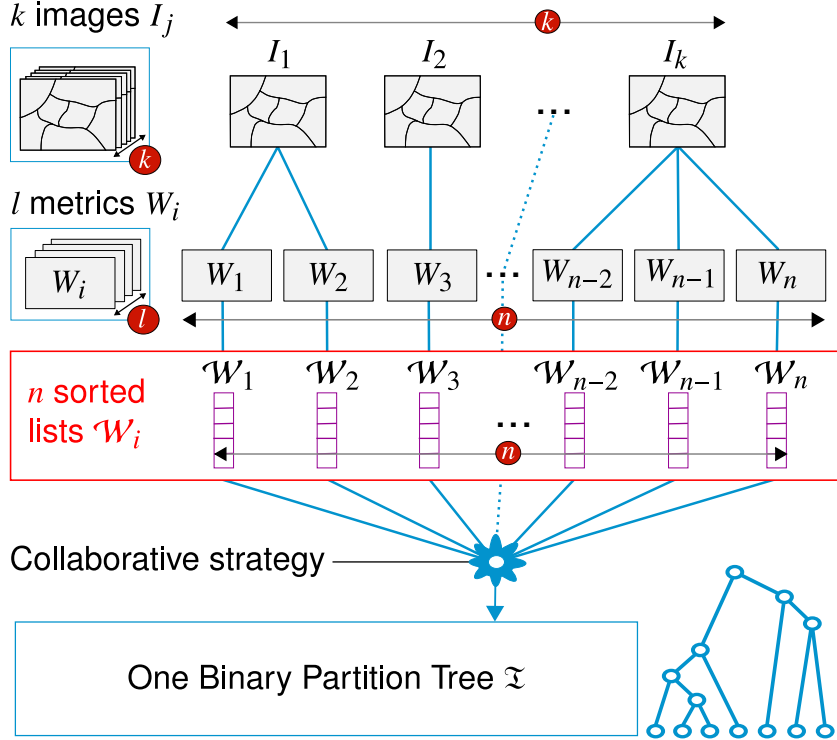 k images I_j
k
I_1 I_2 I_k
...
k
l metrics W_i
W_i
l
W_1 W_2 W_3 ... W_{n−2} W_{n−1} W_n
n
n sorted
lists 𝒲_i
𝒲_1 𝒲_2 𝒲_3 𝒲_{n−2} 𝒲_{n−1} 𝒲_n
...
n
Collaborative strategy
One Binary Partition Tree 𝔗